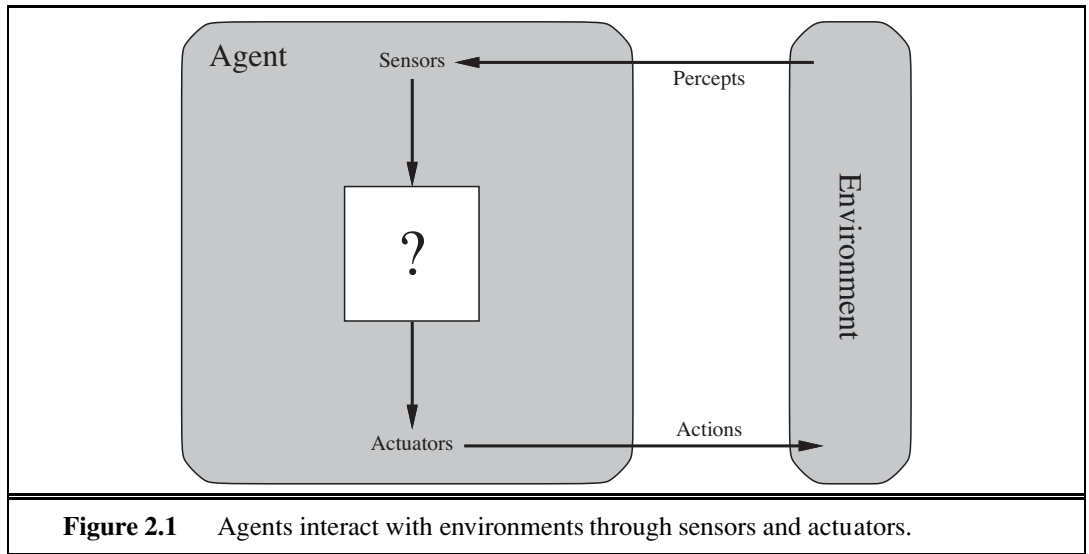 Agent
Sensors
Percepts
?
Environment
Actuators
Actions
Figure 2.1 Agents interact with environments through sensors and actuators.